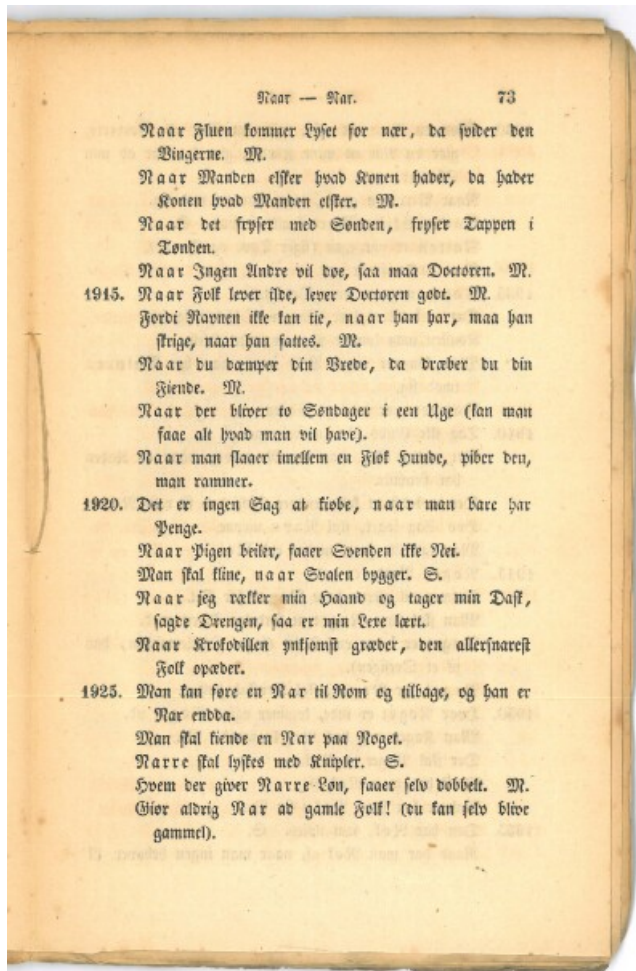 Naar — Nar. 73
Naar Fluen kommer Lyset for nær, da svider den
Vingerne. M.
Naar Manden elsker hvad Konen hader, da hader
Konen hvad Manden elsker. M.
Naar det fryser med Sønden, fryser Tappen i
Tønden.
Naar Ingen Andre vil døe, saa maa Doctoren. M.
1915. Naar Folk lever ilde, lever Doctoren godt. M.
Fordi Ravnen ikke kan tie, naar han har, maa han
skrige, naar han fattes. M.
Naar du dæmper din Vrede, da dræber du din
Fiende. M.
Naar der bliver to Søndager i een Uge (kan man
faae alt hvad man vil have).
Naar man slaaer imellem en Flok Hunde, piber den,
man rammer.
1920. Det er ingen Sag at kiøbe, naar man bare har
Penge.
Naar Pigen beiler, faaer Svenden ikke Nei.
Man skal kline, naar Svalen bygger. S.
Naar jeg rækker min Haand og tager min Dask,
sagde Drengen, saa er min Lexe lært.
Naar Krokodillen ynksomst græder, den allersnarest
Folk opæder.
1925. Man kan føre en Nar til Rom og tilbage, og han er
Nar endda.
Man skal kiende en Nar paa Noget.
Narre skal lyskes med Knipler. S.
Hvem der giver Narre Løn, faaer selv dobbelt. M.
Giør aldrig Nar ad gamle Folk! (du kan selv blive
gammel).